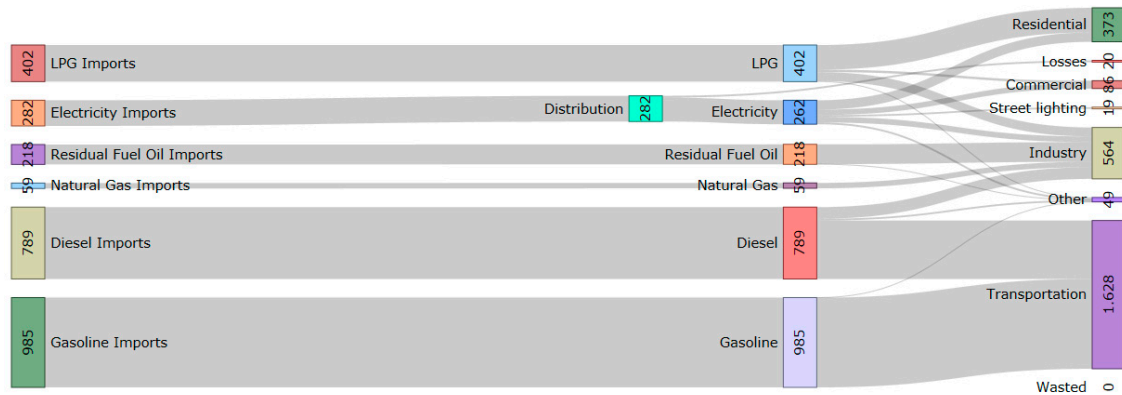 402 LPG Imports
282 Electricity Imports
218 Residual Fuel Oil Imports
59 Natural Gas Imports
789 Diesel Imports
985 Gasoline Imports
Distribution 282
LPG 402
Electricity 262
Residual Fuel Oil 218
Natural Gas 59
Diesel 789
Gasoline 985
Residential 373
Losses 20
Commercial 86
Street lighting 19
Industry 564
Other 49
Transportation 1.628
Wasted 0